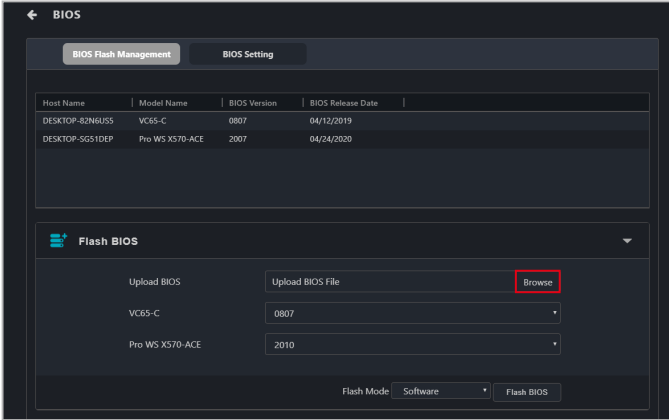 BIOS
BIOS Flash Management BIOS Setting
Host Name Model Name BIOS Version BIOS Release Date
DESKTOP-82N6US5 VC65-C 0807 04/12/2019
DESKTOP-SG51DEP Pro WS X570-ACE 2007 04/24/2020
Flash BIOS
Upload BIOS Upload BIOS File Browse
VC65-C 0807
Pro WS X570-ACE 2010
Flash Mode Software Flash BIOS